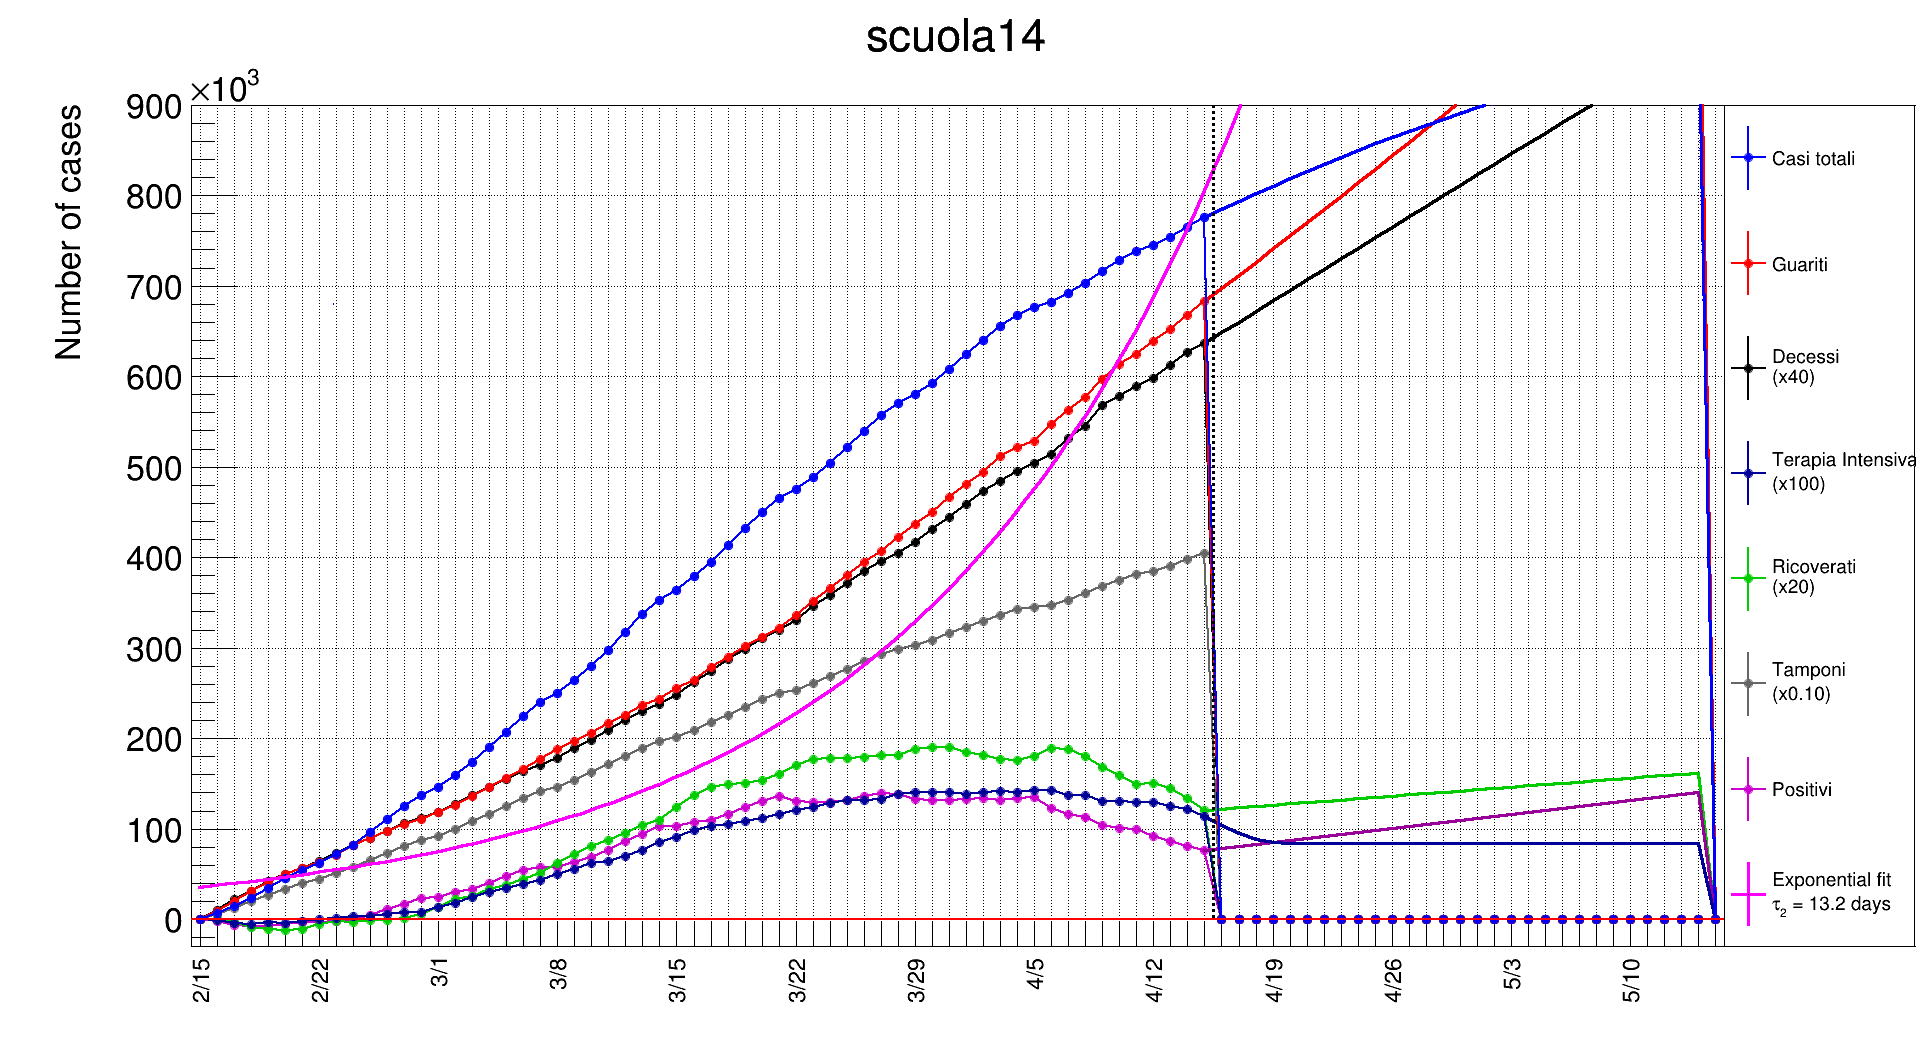 scuola14
×10³
Number of cases
900
800
700
600
500
400
300
200
100
0
2/15
2/22
3/1
3/8
3/15
3/22
3/29
4/5
4/12
4/19
4/26
5/3
5/10
Casi totali
Guariti
Decessi
(x40)
Terapia Intensiva
(x100)
Ricoverati
(x20)
Tamponi
(x0.10)
Positivi
Exponential fit
τ₂ = 13.2 days